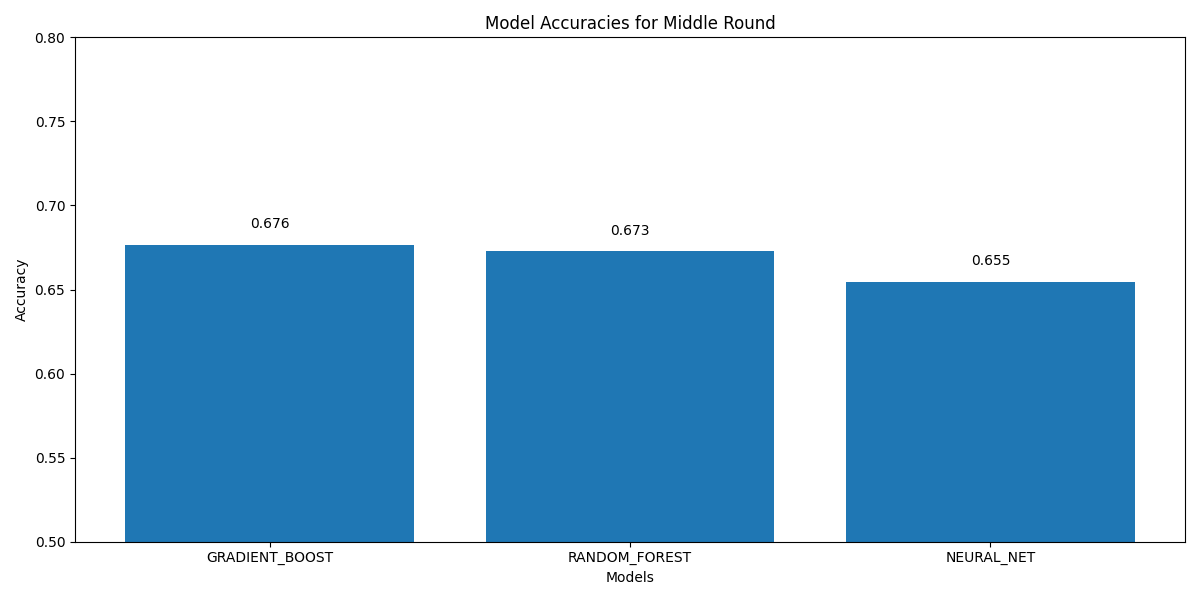 Model Accuracies for Middle Round
0.80
0.75
0.70
0.65
0.60
0.55
0.50
Accuracy
0.676
0.673
0.655
GRADIENT_BOOST
RANDOM_FOREST
NEURAL_NET
Models